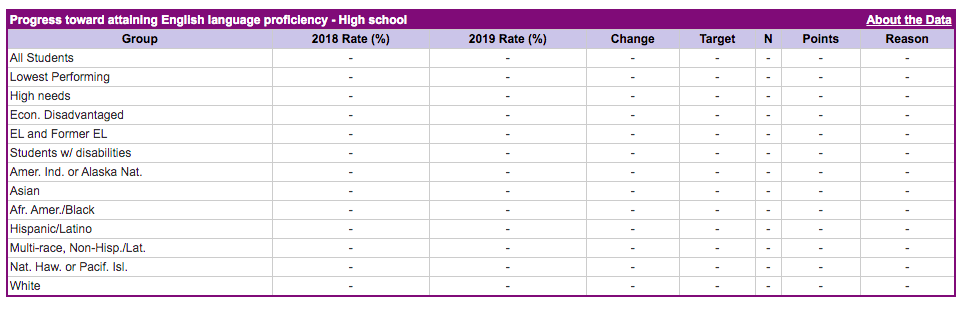 Progress toward attaining English language proficiency - High school About the Data
Group 2018 Rate (%) 2019 Rate (%) Change Target N Points Reason
All Students - - - - - - -
Lowest Performing - - - - - - -
High needs - - - - - - -
Econ. Disadvantaged - - - - - - -
EL and Former EL - - - - - - -
Students w/ disabilities - - - - - - -
Amer. Ind. or Alaska Nat. - - - - - - -
Asian - - - - - - -
Afr. Amer./Black - - - - - - -
Hispanic/Latino - - - - - - -
Multi-race, Non-Hisp./Lat. - - - - - - -
Nat. Haw. or Pacif. Isl. - - - - - - -
White - - - - - - -